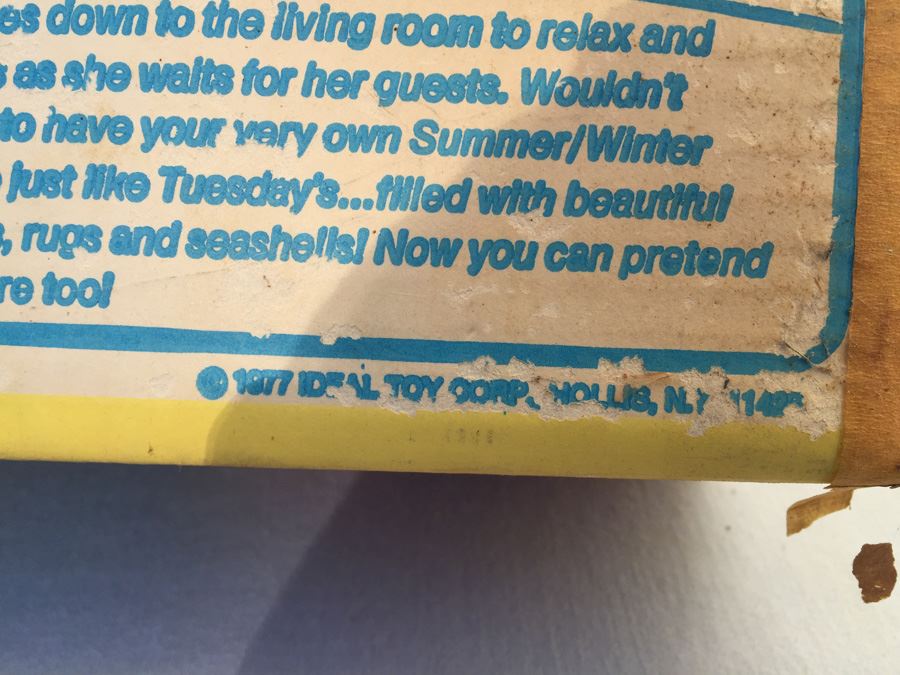 es down to the living room to relax and
s as she waits for her guests. Wouldn't
to have your very own Summer/Winter
just like Tuesday's...filled with beautiful
, rugs and seashells! Now you can pretend
re too!
© 1977 IDEAL TOY CORP., HOLLIS, N.Y.